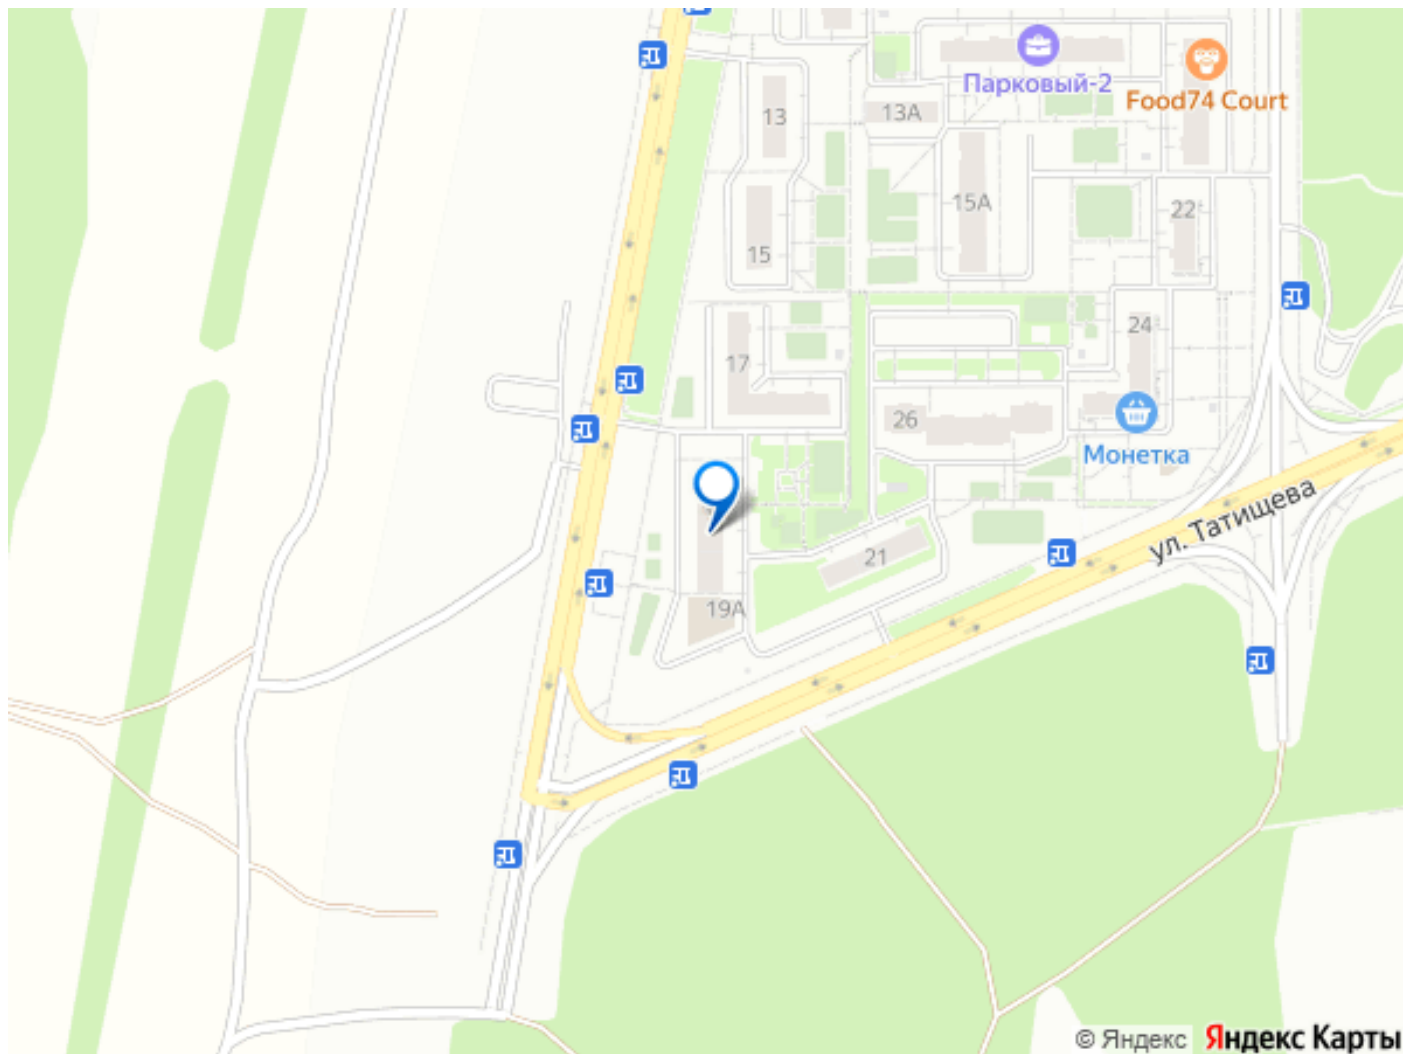 Парковый-2
Food74 Court
13
13А
15А
22
15
24
17
26
Монетка
ул. Татищева
21
19А
© Яндекс Яндекс Карты